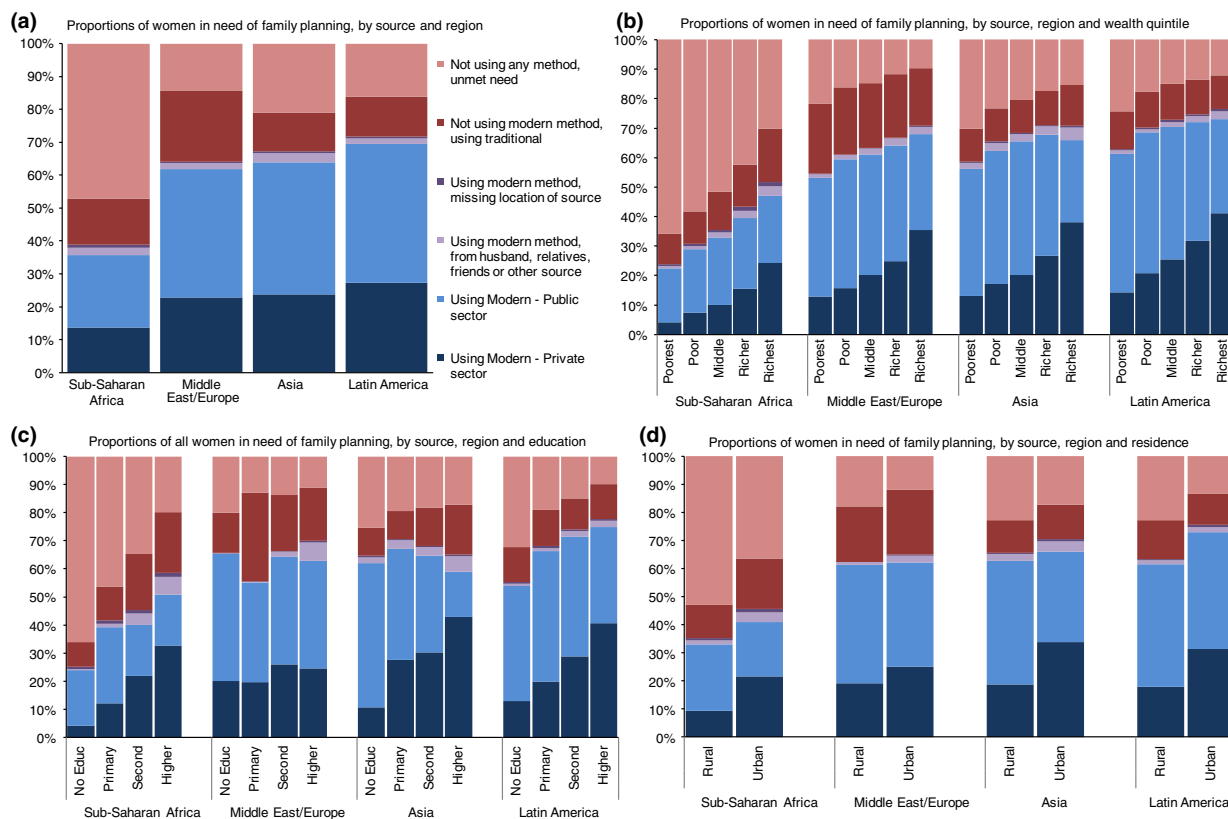 (a)
Proportions of women in need of family planning, by source and region
100%
90%
80%
70%
60%
50%
40%
30%
20%
10%
0%
Sub-Saharan
Africa
Middle
East/Europe
Asia
Latin America
Not using any method,
unmet need
Not using modern method,
using traditional
Using modern method,
missing location of source
Using modern method,
from husband, relatives,
friends or other source
Using Modern - Public
sector
Using Modern - Private
sector
(b)
Proportions of women in need of family planning, by source, region and wealth quintile
100%
90%
80%
70%
60%
50%
40%
30%
20%
10%
0%
Poorest
Poor
Middle
Richer
Richest
Poorest
Poor
Middle
Richer
Richest
Poorest
Poor
Middle
Richer
Richest
Poorest
Poor
Middle
Richer
Richest
Sub-Saharan Africa
Middle East/Europe
Asia
Latin America
(c)
Proportions of all women in need of family planning, by source, region and education
100%
90%
80%
70%
60%
50%
40%
30%
20%
10%
0%
No Educ
Primary
Second
Higher
No Educ
Primary
Second
Higher
No Educ
Primary
Second
Higher
No Educ
Primary
Second
Higher
Sub-Saharan Africa
Middle East/Europe
Asia
Latin America
(d)
Proportions of women in need of family planning, by source, region and residence
100%
90%
80%
70%
60%
50%
40%
30%
20%
10%
0%
Rural
Urban
Rural
Urban
Rural
Urban
Rural
Urban
Sub-Saharan Africa
Middle East/Europe
Asia
Latin America